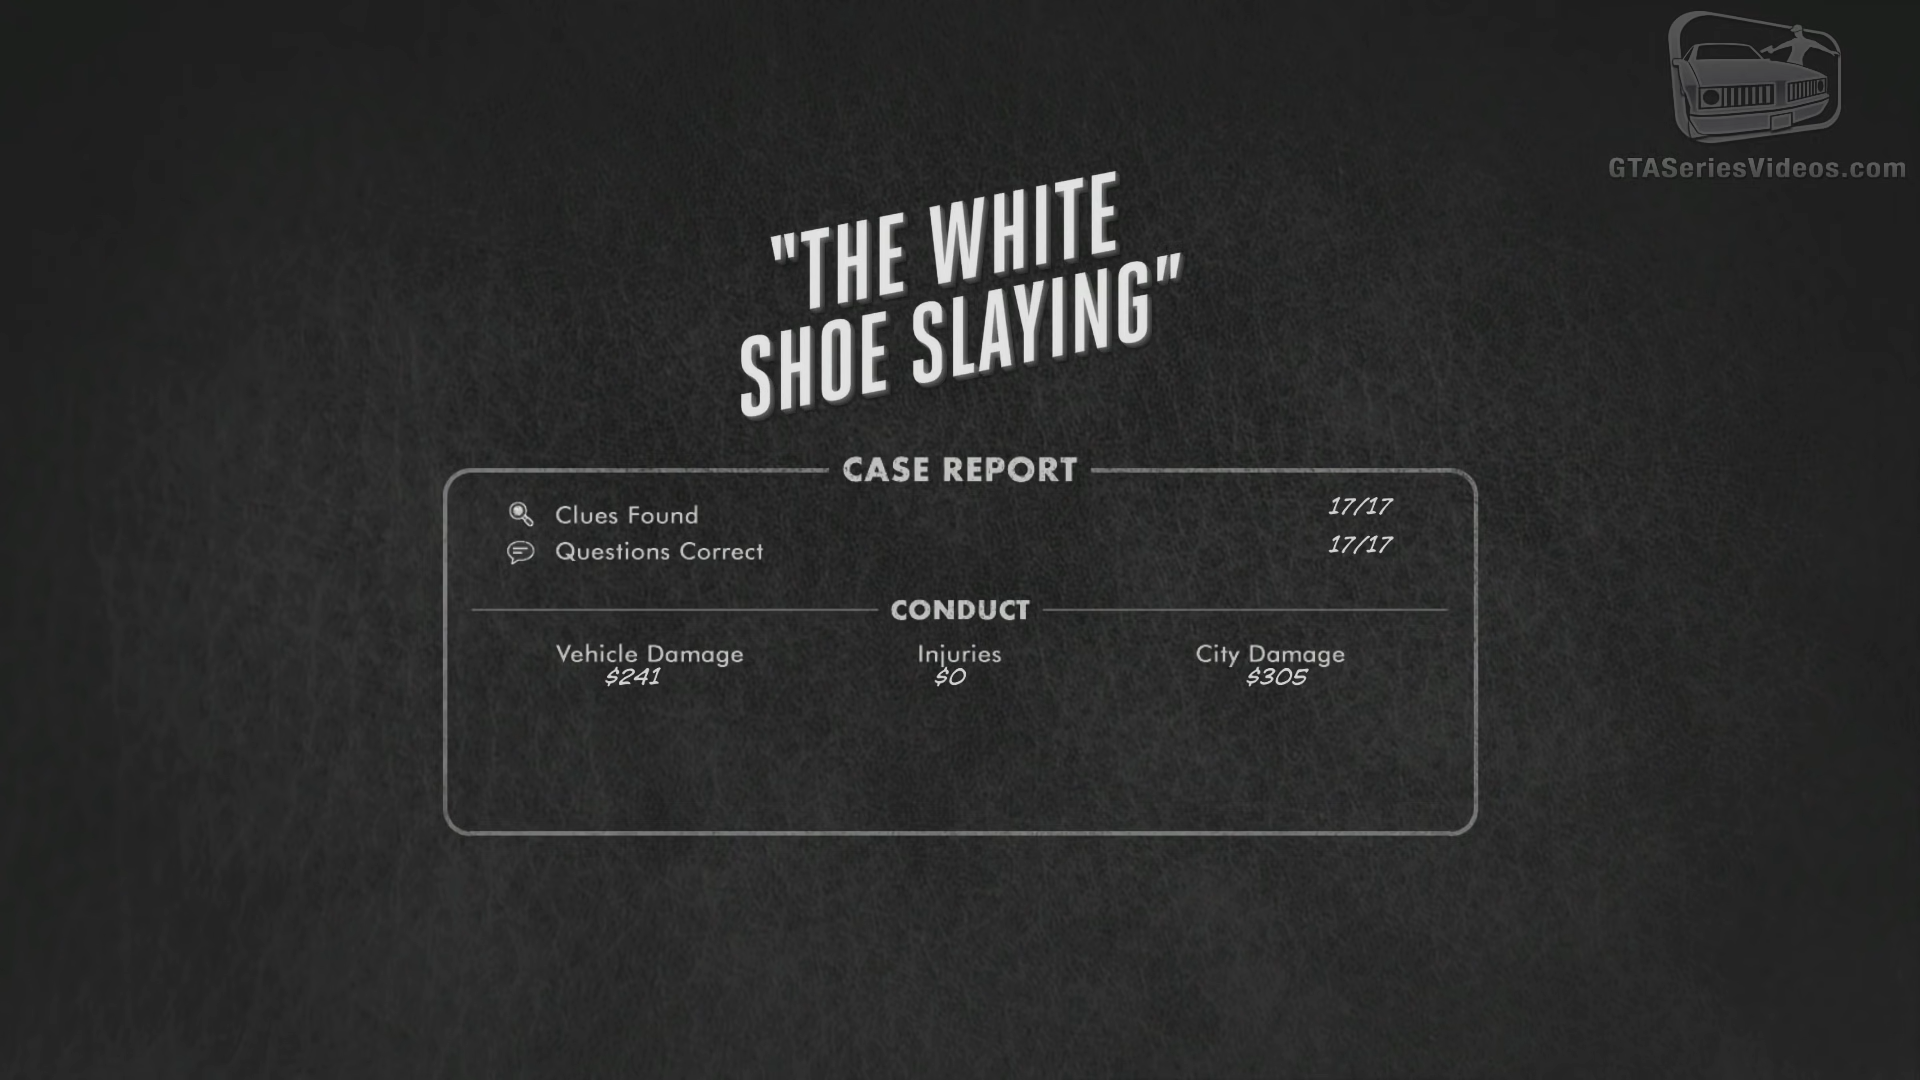 GTASeriesVideos.com
"THE WHITE
SHOE SLAYING"
CASE REPORT
Clues Found 17/17
Questions Correct 17/17
CONDUCT
Vehicle Damage Injuries City Damage
$241 $0 $305